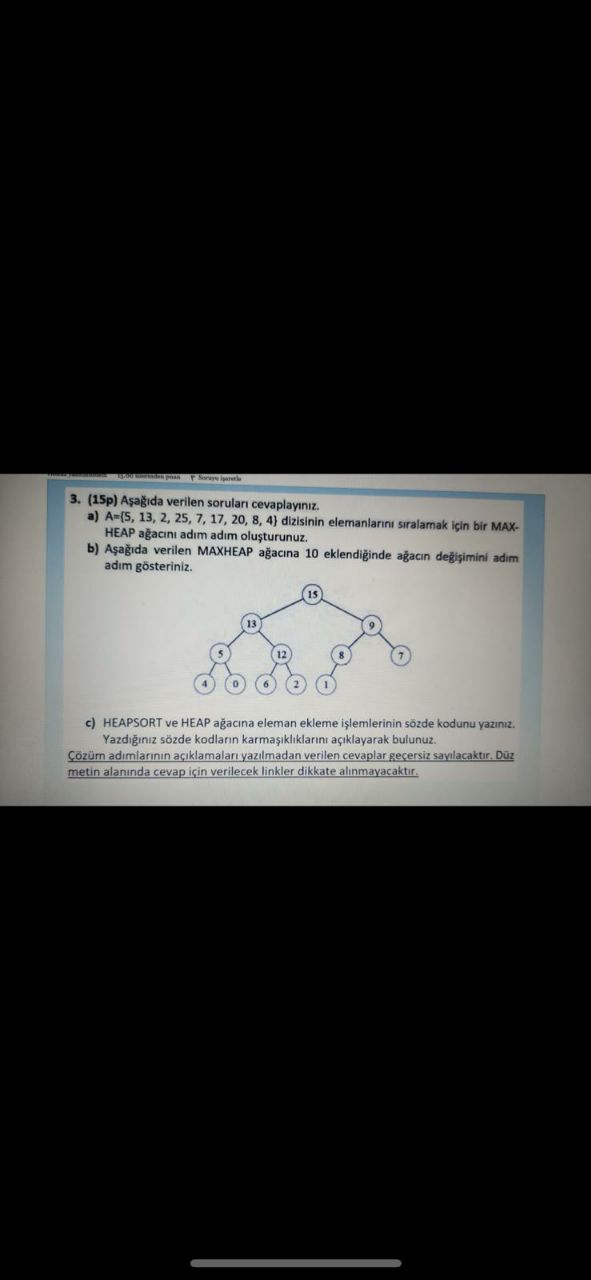 15.00 üzerinden puan Soruyu işaretle
3. (15p) Aşağıda verilen soruları cevaplayınız.
a) A={5, 13, 2, 25, 7, 17, 20, 8, 4} dizisinin elemanlarını sıralamak için bir MAX-
HEAP ağacını adım adım oluşturunuz.
b) Aşağıda verilen MAXHEAP ağacına 10 eklendiğinde ağacın değişimini adım
adım gösteriniz.
15
13 9
5 12 8 7
4 0 6 2 1
c) HEAPSORT ve HEAP ağacına eleman ekleme işlemlerinin sözde kodunu yazınız.
Yazdığınız sözde kodların karmaşıklıklarını açıklayarak bulunuz.
Çözüm adımlarının açıklamaları yazılmadan verilen cevaplar geçersiz sayılacaktır. Düz
metin alanında cevap için verilecek linkler dikkate alınmayacaktır.